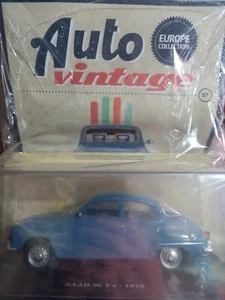 Auto
vintage
EUROPE
COLLECTION
37
SAAB 96 V4 - 1970